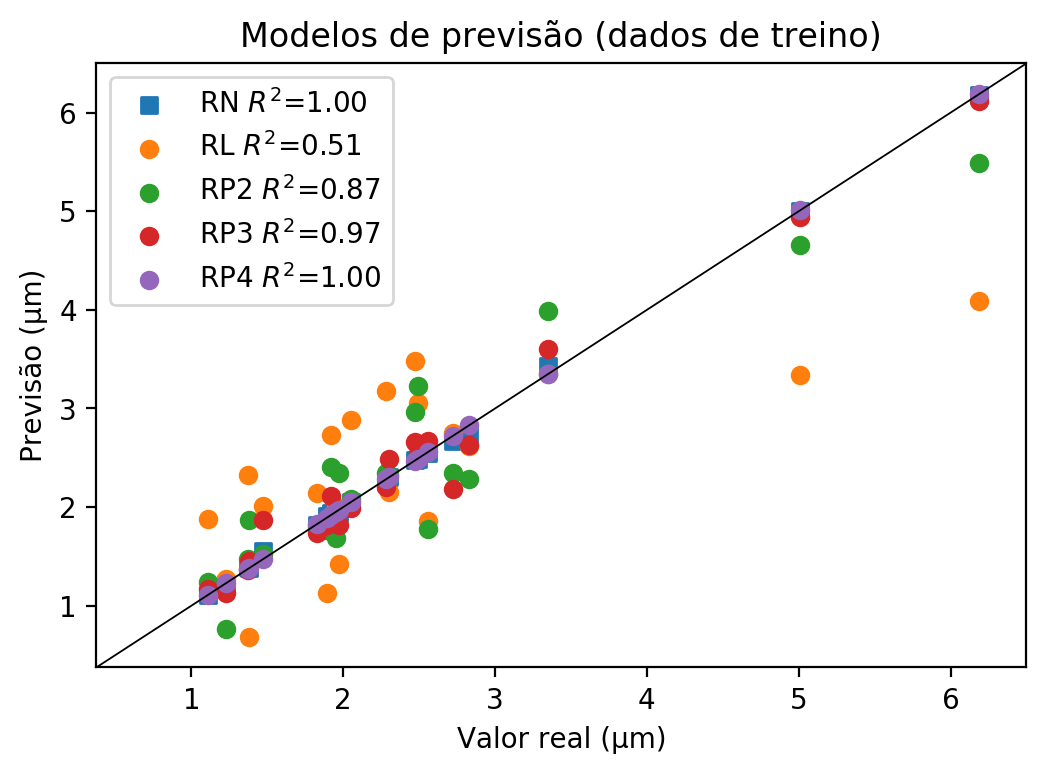 Modelos de previsão (dados de treino)
RN R²=1.00
RL R²=0.51
RP2 R²=0.87
RP3 R²=0.97
RP4 R²=1.00
Previsão (μm)
6
5
4
3
2
1
1 2 3 4 5 6
Valor real (μm)